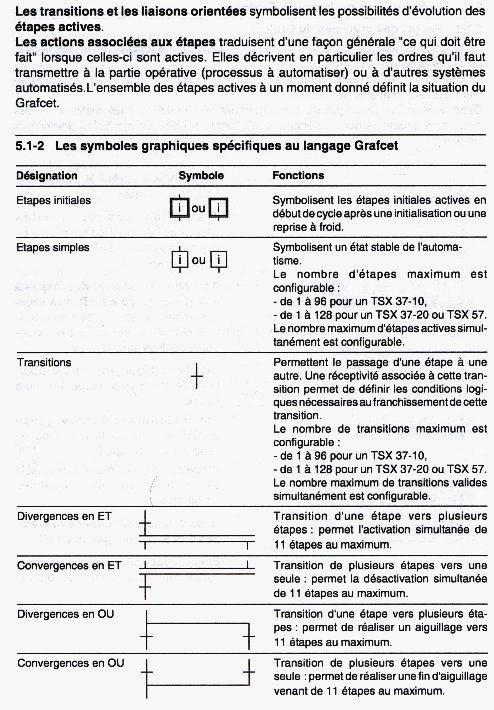 Les transitions et les liaisons orientées symbolisent les possibilités d'évolution des
étapes actives.
Les actions associées aux étapes traduisent d'une façon générale "ce qui doit être
fait" lorsque celles-ci sont actives. Elles décrivent en particulier les ordres qu'il faut
transmettre à la partie opérative (processus à automatiser) ou à d'autres systèmes
automatisés.L'ensemble des étapes actives à un moment donné définit la situation du
Grafcet.
5.1-2 Les symboles graphiques spécifiques au langage Grafcet
Désignation Symbole Fonctions
Etapes initiales
i ou i
Symbolisent les étapes initiales actives en
début de cycle après une initialisation ou une
reprise à froid.
Etapes simples
i ou i
Symbolisent un état stable de l'automa-
tisme.
Le nombre d'étapes maximum est
configurable :
- de 1 à 96 pour un TSX 37-10,
- de 1 à 128 pour un TSX 37-20 ou TSX 57.
Le nombre maximum d'étapes actives simul-
tanément est configurable.
Transitions
Permettent le passage d'une étape à une
autre. Une réceptivité associée à cette tran-
sition permet de définir les conditions logi-
ques nécessaires au franchissement de cette
transition.
Le nombre de transitions maximum est
configurable :
- de 1 à 96 pour un TSX 37-10,
- de 1 à 128 pour un TSX 37-20 ou TSX 57.
Le nombre maximum de transitions valides
simultanément est configurable.
Divergences en ET
Transition d'une étape vers plusieurs
étapes : permet l'activation simultanée de
11 étapes au maximum.
Convergences en ET
Transition de plusieurs étapes vers une
seule : permet la désactivation simultanée
de 11 étapes au maximum.
Divergences en OU
Transition d'une étape vers plusieurs éta-
pes : permet de réaliser un aiguillage vers
11 étapes au maximum.
Convergences en OU
Transition de plusieurs étapes vers une
seule : permet de réaliser une fin d'aiguillage
venant de 11 étapes au maximum.